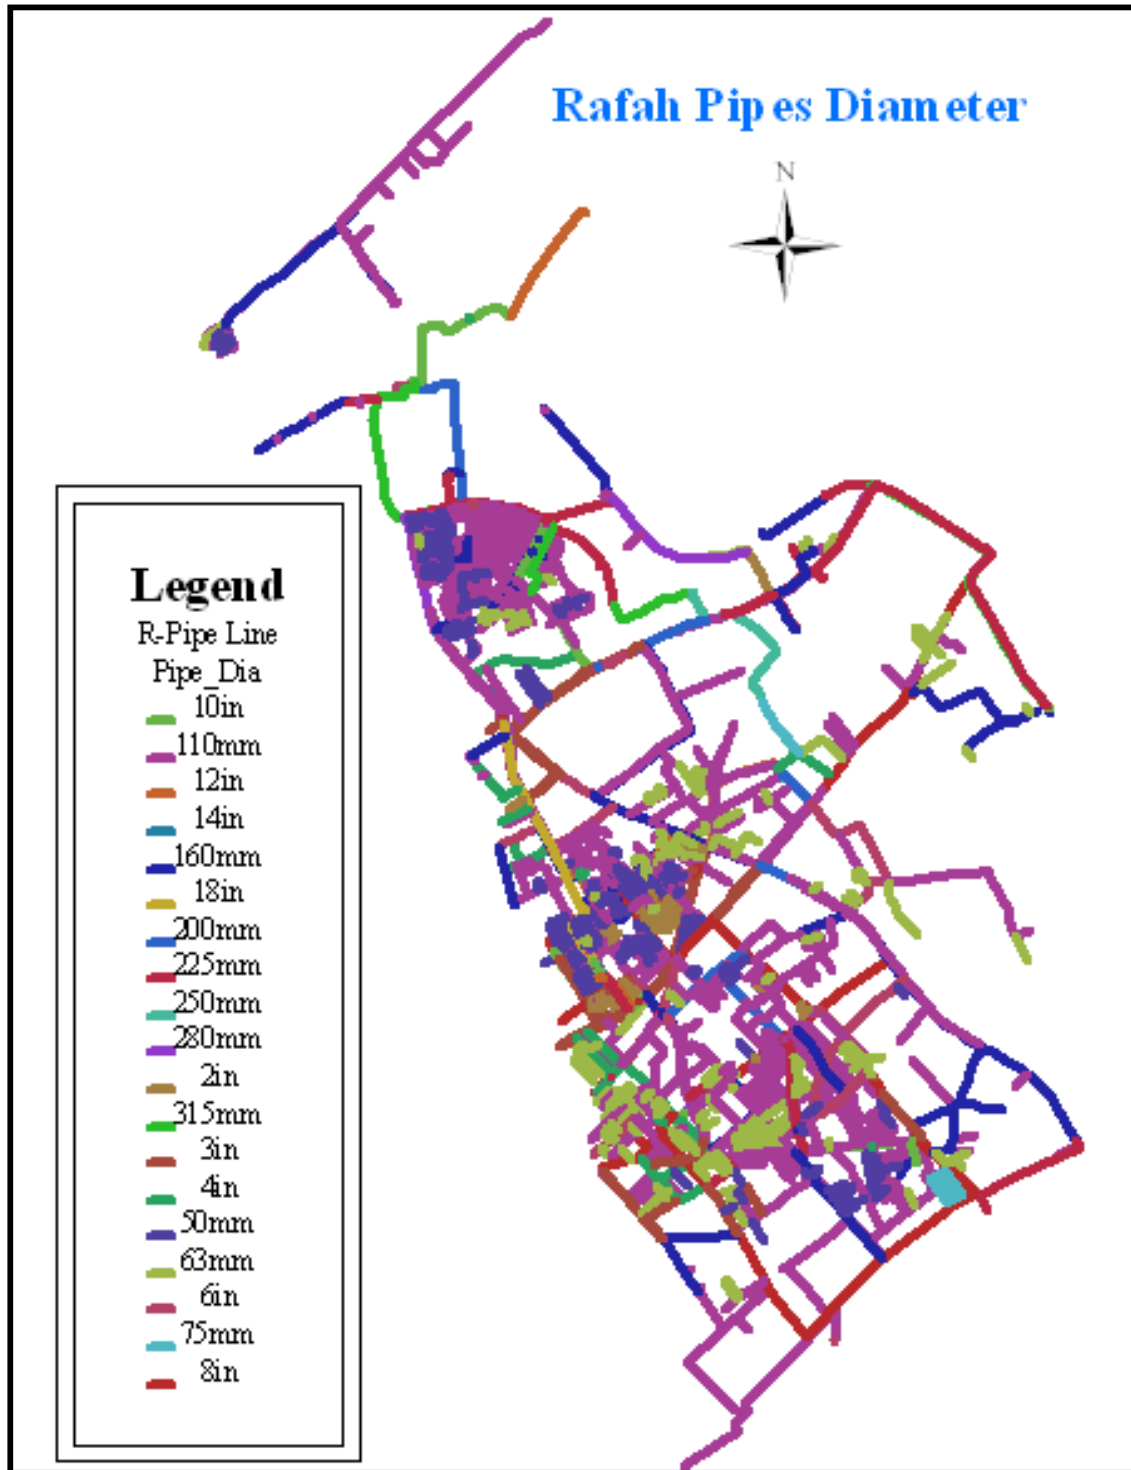 Rafah Pipes Diameter
N
Legend
R-Pipe Line
Pipe_Dia
10in
110mm
12in
14in
160mm
18in
200mm
225mm
250mm
280mm
2in
315mm
3in
4in
50mm
63mm
6in
75mm
8in